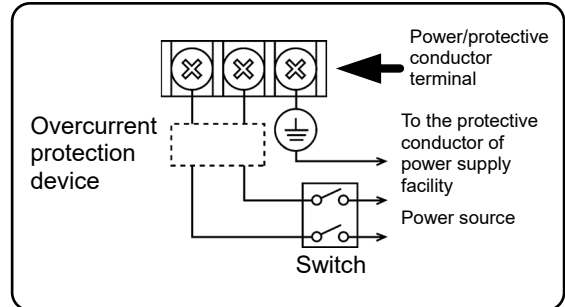 Power/protective
conductor
terminal
Overcurrent
protection
device
To the protective
conductor of
power supply
facility
Power source
Switch